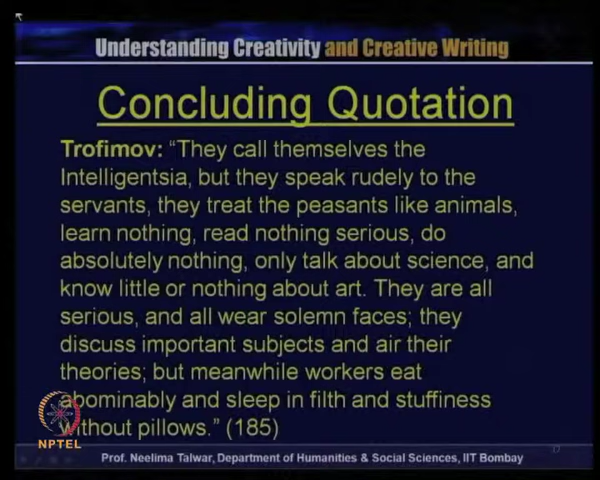 Understanding Creativity and Creative Writing
Concluding Quotation
Trofimov: “They call themselves the
Intelligentsia, but they speak rudely to the
servants, they treat the peasants like animals,
learn nothing, read nothing serious, do
absolutely nothing, only talk about science, and
know little or nothing about art. They are all
serious, and all wear solemn faces; they
discuss important subjects and air their
theories; but meanwhile workers eat
abominably and sleep in filth and stuffiness
without pillows.” (185)
NPTEL
Prof. Neelima Talwar, Department of Humanities & Social Sciences, IIT Bombay